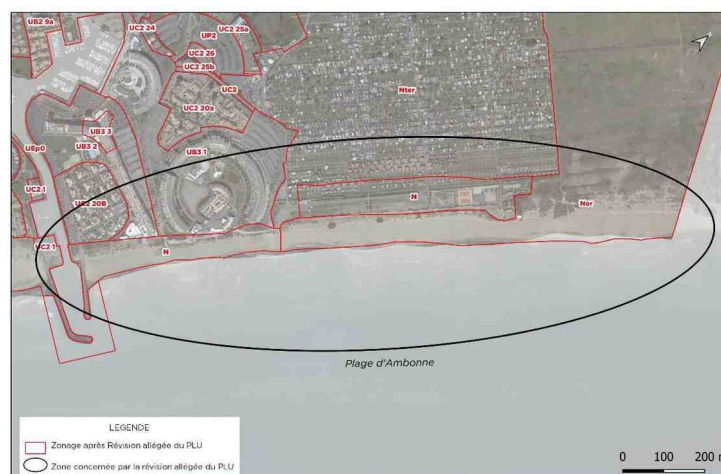 UB2 9a
UC2 24
UC2 25a
UP2
UC2 26
UC2 25b
UC2
UC2 20a
Nter
UB3 3
UEp0
UB3 2
UB3 1
UC2 1
UC2 20B
N
Ner
UC2 1
N
Plage d'Ambonne
LEGENDE
Zonage après Révision allégée du PLU
Zone concernée par la révision allégée du PLU
0 100 200 m